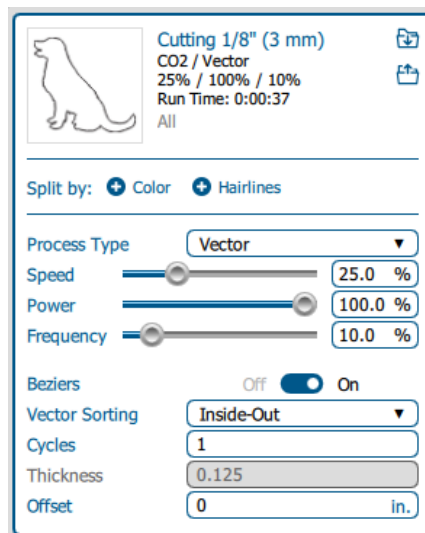 Cutting 1/8" (3 mm)
CO2 / Vector
25% / 100% / 10%
Run Time: 0:00:37
All
Split by: Color Hairlines
Process Type Vector
Speed 25.0 %
Power 100.0 %
Frequency 10.0 %
Beziers Off On
Vector Sorting Inside-Out
Cycles 1
Thickness 0.125
Offset 0 in.